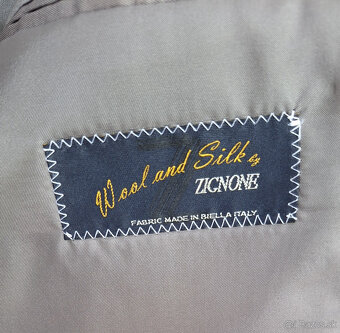 Wool and Silk by
ZIGNONE
FABRIC MADE IN BIELLA ITALY